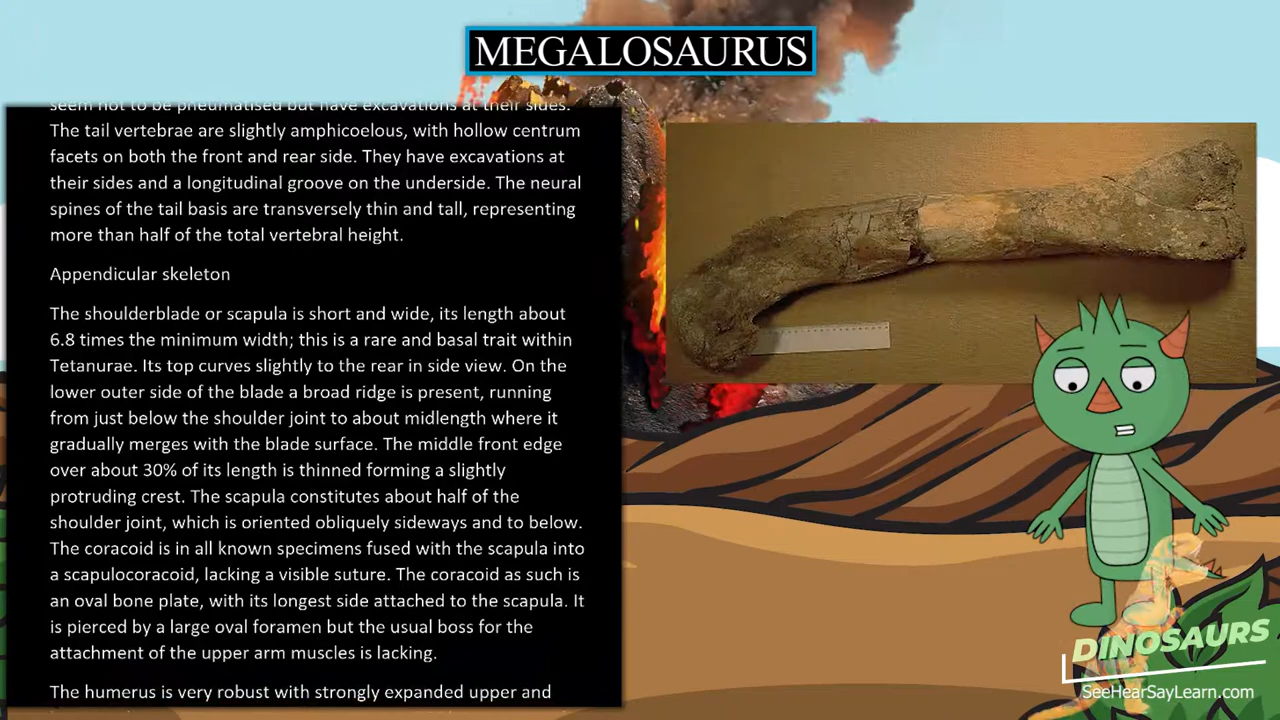 MEGALOSAURUS
seem not to be pneumatised but have excavations at their sides.
The tail vertebrae are slightly amphicoelous, with hollow centrum
facets on both the front and rear side. They have excavations at
their sides and a longitudinal groove on the underside. The neural
spines of the tail basis are transversely thin and tall, representing
more than half of the total vertebral height.
Appendicular skeleton
The shoulderblade or scapula is short and wide, its length about
6.8 times the minimum width; this is a rare and basal trait within
Tetanurae. Its top curves slightly to the rear in side view. On the
lower outer side of the blade a broad ridge is present, running
from just below the shoulder joint to about midlength where it
gradually merges with the blade surface. The middle front edge
over about 30% of its length is thinned forming a slightly
protruding crest. The scapula constitutes about half of the
shoulder joint, which is oriented obliquely sideways and to below.
The coracoid is in all known specimens fused with the scapula into
a scapulocoracoid, lacking a visible suture. The coracoid as such is
an oval bone plate, with its longest side attached to the scapula. It
is pierced by a large oval foramen but the usual boss for the
attachment of the upper arm muscles is lacking.
The humerus is very robust with strongly expanded upper and
DINOSAURS
SeeHearSayLearn.com